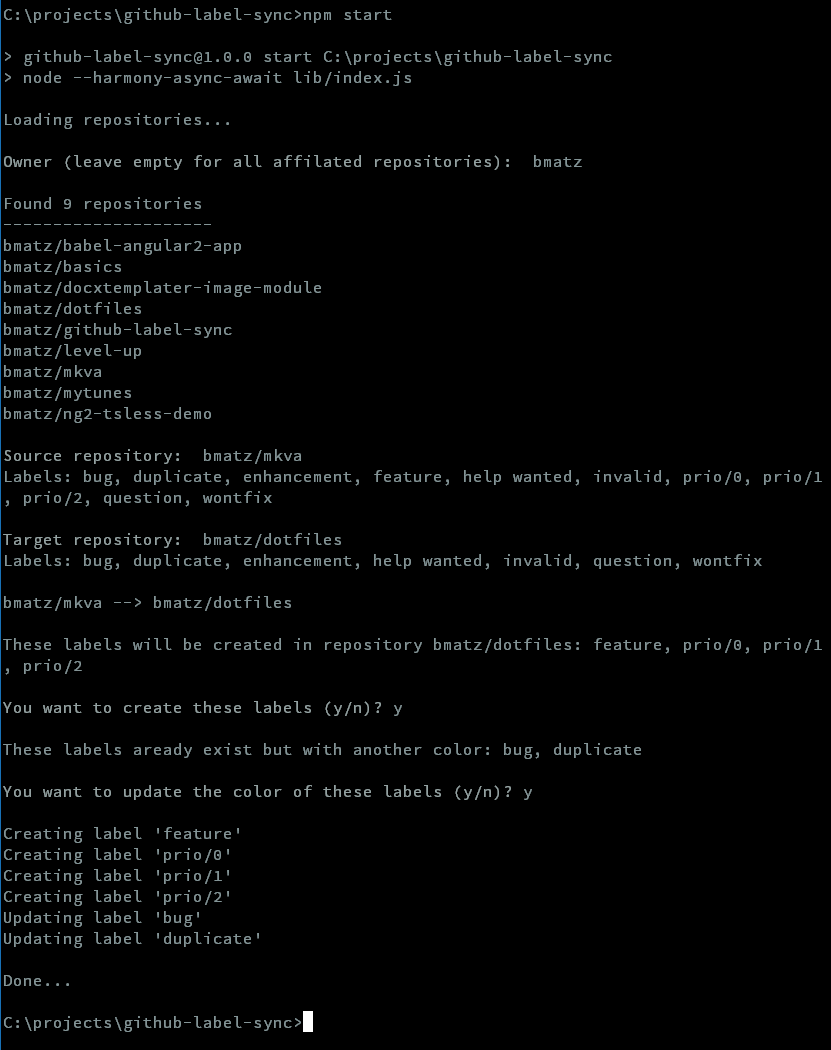 C:\projects\github-label-sync>npm start
> github-label-sync@1.0.0 start C:\projects\github-label-sync
> node --harmony-async-await lib/index.js
Loading repositories...
Owner (leave empty for all affilated repositories):  bmatz
Found 9 repositories
---------------------
bmatz/babel-angular2-app
bmatz/basics
bmatz/docxtemplater-image-module
bmatz/dotfiles
bmatz/github-label-sync
bmatz/level-up
bmatz/mkva
bmatz/mytunes
bmatz/ng2-tsless-demo
Source repository:  bmatz/mkva
Labels: bug, duplicate, enhancement, feature, help wanted, invalid, prio/0, prio/1
, prio/2, question, wontfix
Target repository:  bmatz/dotfiles
Labels: bug, duplicate, enhancement, help wanted, invalid, question, wontfix
bmatz/mkva --> bmatz/dotfiles
These labels will be created in repository bmatz/dotfiles: feature, prio/0, prio/1
, prio/2
You want to create these labels (y/n)? y
These labels aready exist but with another color: bug, duplicate
You want to update the color of these labels (y/n)? y
Creating label 'feature'
Creating label 'prio/0'
Creating label 'prio/1'
Creating label 'prio/2'
Updating label 'bug'
Updating label 'duplicate'
Done...
C:\projects\github-label-sync>